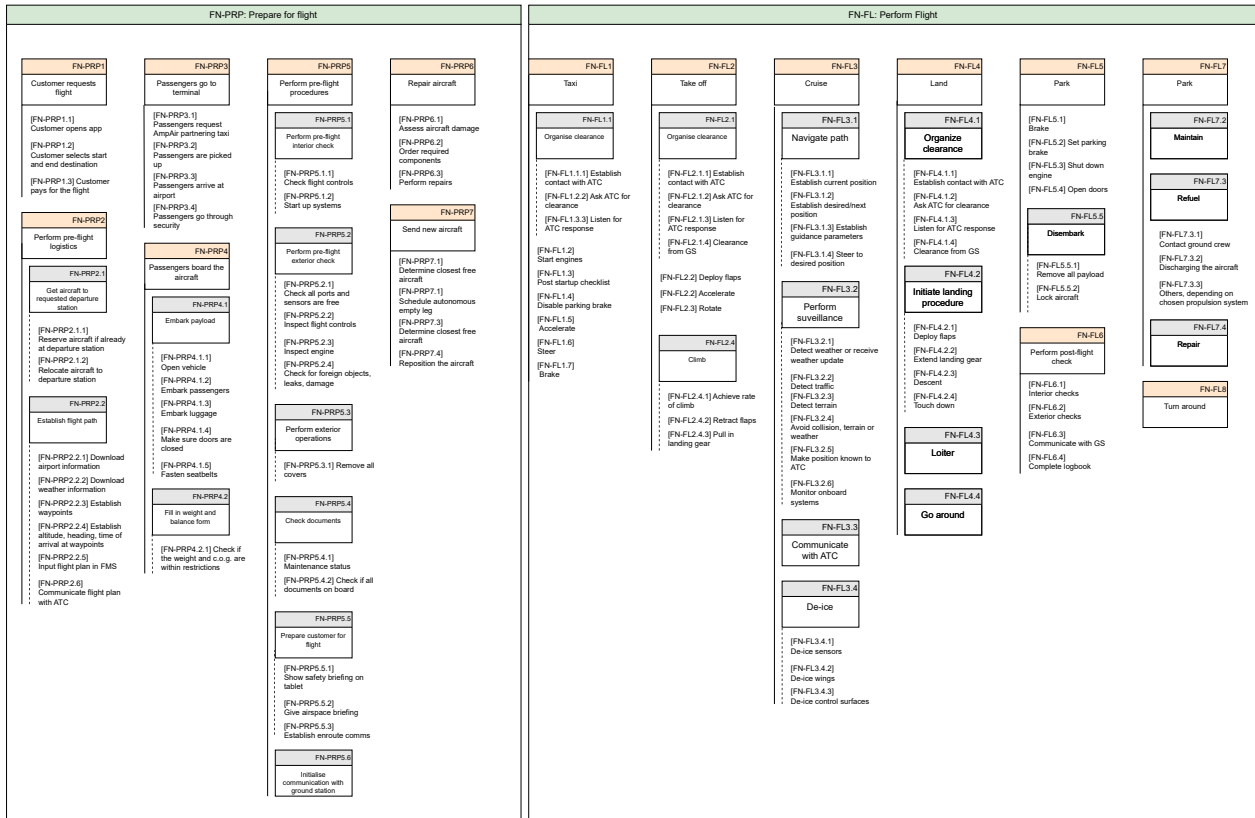 FN-PRP: Prepare for flight
FN-PRP1
Customer requests
flight
[FN-PRP1.1]
Customer opens app
[FN-PRP1.2]
Customer selects start
and end destination
[FN-PRP1.3] Customer
pays for the flight
FN-PRP2
Perform pre-flight
logistics
FN-PRP2.1
Get aircraft to
requested departure
station
[FN-PRP2.1.1]
Reserve aircraft if already
at departure station
[FN-PRP2.1.2]
Relocate aircraft to
departure station
FN-PRP2.2
Establish flight path
[FN-PRP2.2.1] Download
airport information
[FN-PRP2.2.2] Download
weather information
[FN-PRP2.2.3] Establish
waypoints
[FN-PRP2.2.4] Establish
altitude, heading, time of
arrival at waypoints
[FN-PRP2.2.5]
Input flight plan in FMS
[FN-PRP.2.6]
Communicate flight plan
with ATC
FN-PRP3
Passengers go to
terminal
[FN-PRP3.1]
Passengers request
AmpAir partnering taxi
[FN-PRP3.2]
Passengers are picked
up
[FN-PRP3.3]
Passengers arrive at
airport
[FN-PRP3.4]
Passengers go through
security
FN-PRP4
Passengers board the
aircraft
FN-PRP4.1
Embark payload
[FN-PRP4.1.1]
Open vehicle
[FN-PRP4.1.2]
Embark passengers
[FN-PRP4.1.3]
Embark luggage
[FN-PRP4.1.4]
Make sure doors are
closed
[FN-PRP4.1.5]
Fasten seatbelts
FN-PRP4.2
Fill in weight and
balance form
[FN-PRP4.2.1] Check if
the weight and c.o.g. are
within restrictions
FN-PRP5
Perform pre-flight
procedures
FN-PRP5.1
Perform pre-flight
interior check
[FN-PRP5.1.1]
Check flight controls
[FN-PRP5.1.2]
Start up systems
FN-PRP5.2
Perform pre-flight
exterior check
[FN-PRP5.2.1]
Check all ports and
sensors are free
[FN-PRP5.2.2]
Inspect flight controls
[FN-PRP5.2.3]
Inspect engine
[FN-PRP5.2.4]
Check for foreign objects,
leaks, damage
FN-PRP5.3
Perform exterior
operations
[FN-PRP5.3.1] Remove all
covers
FN-PRP5.4
Check documents
[FN-PRP5.4.1]
Maintenance status
[FN-PRP5.4.2] Check if all
documents on board
FN-PRP5.5
Prepare customer for
flight
[FN-PRP5.5.1]
Show safety briefing on
tablet
[FN-PRP5.5.2]
Give airspace briefing
[FN-PRP5.5.3]
Establish enroute comms
FN-PRP5.6
Initialise
communication with
ground station
FN-PRP6
Repair aircraft
[FN-PRP6.1]
Assess aircraft damage
[FN-PRP6.2]
Order required
components
[FN-PRP6.3]
Perform repairs
FN-PRP7
Send new aircraft
[FN-PRP7.1]
Determine closest free
aircraft
[FN-PRP7.1]
Schedule autonomous
empty leg
[FN-PRP7.3]
Determine closest free
aircraft
[FN-PRP7.4]
Reposition the aircraft
FN-FL: Perform Flight
FN-FL1
Taxi
FN-FL1.1
Organise clearance
[FN-FL1.1.1] Establish
contact with ATC
[FN-FL1.2.2] Ask ATC for
clearance
[FN-FL1.3.3] Listen for
ATC response
[FN-FL1.2]
Start engines
[FN-FL1.3]
Post startup checklist
[FN-FL1.4]
Disable parking brake
[FN-FL1.5]
Accelerate
[FN-FL1.6]
Steer
[FN-FL1.7]
Brake
FN-FL2
Take off
FN-FL2.1
Organise clearance
[FN-FL2.1.1] Establish
contact with ATC
[FN-FL2.1.2] Ask ATC for
clearance
[FN-FL2.1.3] Listen for
ATC response
[FN-FL2.1.4] Clearance
from GS
[FN-FL2.2] Deploy flaps
[FN-FL2.2] Accelerate
[FN-FL2.3] Rotate
FN-FL2.4
Climb
[FN-FL2.4.1] Achieve rate
of climb
[FN-FL2.4.2] Retract flaps
[FN-FL2.4.3] Pull in
landing gear
FN-FL3
Cruise
FN-FL3.1
Navigate path
[FN-FL3.1.1]
Establish current position
[FN-FL3.1.2]
Establish desired/next
position
[FN-FL3.1.3] Establish
guidance parameters
[FN-FL3.1.4] Steer to
desired position
FN-FL3.2
Perform
suveillance
[FN-FL3.2.1]
Detect weather or receive
weather update
[FN-FL3.2.2]
Detect traffic
[FN-FL3.2.3]
Detect terrain
[FN-FL3.2.4]
Avoid collision, terrain or
weather
[FN-FL3.2.5]
Make position known to
ATC
[FN-FL3.2.6]
Monitor onboard
systems
FN-FL3.3
Communicate
with ATC
FN-FL3.4
De-ice
[FN-FL3.4.1]
De-ice sensors
[FN-FL3.4.2]
De-ice wings
[FN-FL3.4.3]
De-ice control surfaces
FN-FL4
Land
FN-FL4.1
Organize
clearance
[FN-FL4.1.1]
Establish contact with ATC
[FN-FL4.1.2]
Ask ATC for clearance
[FN-FL4.1.3]
Listen for ATC response
[FN-FL4.1.4]
Clearance from GS
FN-FL4.2
Initiate landing
procedure
[FN-FL4.2.1]
Deploy flaps
[FN-FL4.2.2]
Extend landing gear
[FN-FL4.2.3]
Descent
[FN-FL4.2.4]
Touch down
FN-FL4.3
Loiter
FN-FL4.4
Go around
FN-FL5
Park
[FN-FL5.1]
Brake
[FN-FL5.2] Set parking
brake
[FN-FL5.3] Shut down
engine
[FN-FL5.4] Open doors
FN-FL5.5
Disembark
[FN-FL5.5.1]
Remove all payload
[FN-FL5.5.2]
Lock aircraft
FN-FL6
Perform post-flight
check
[FN-FL6.1]
Interior checks
[FN-FL6.2]
Exterior checks
[FN-FL6.3]
Communicate with GS
[FN-FL6.4]
Complete logbook
FN-FL7
Park
FN-FL7.2
Maintain
FN-FL7.3
Refuel
[FN-FL7.3.1]
Contact ground crew
[FN-FL7.3.2]
Discharging the aircraft
[FN-FL7.3.3]
Others, depending on
chosen propulsion system
FN-FL7.4
Repair
FN-FL8
Turn around